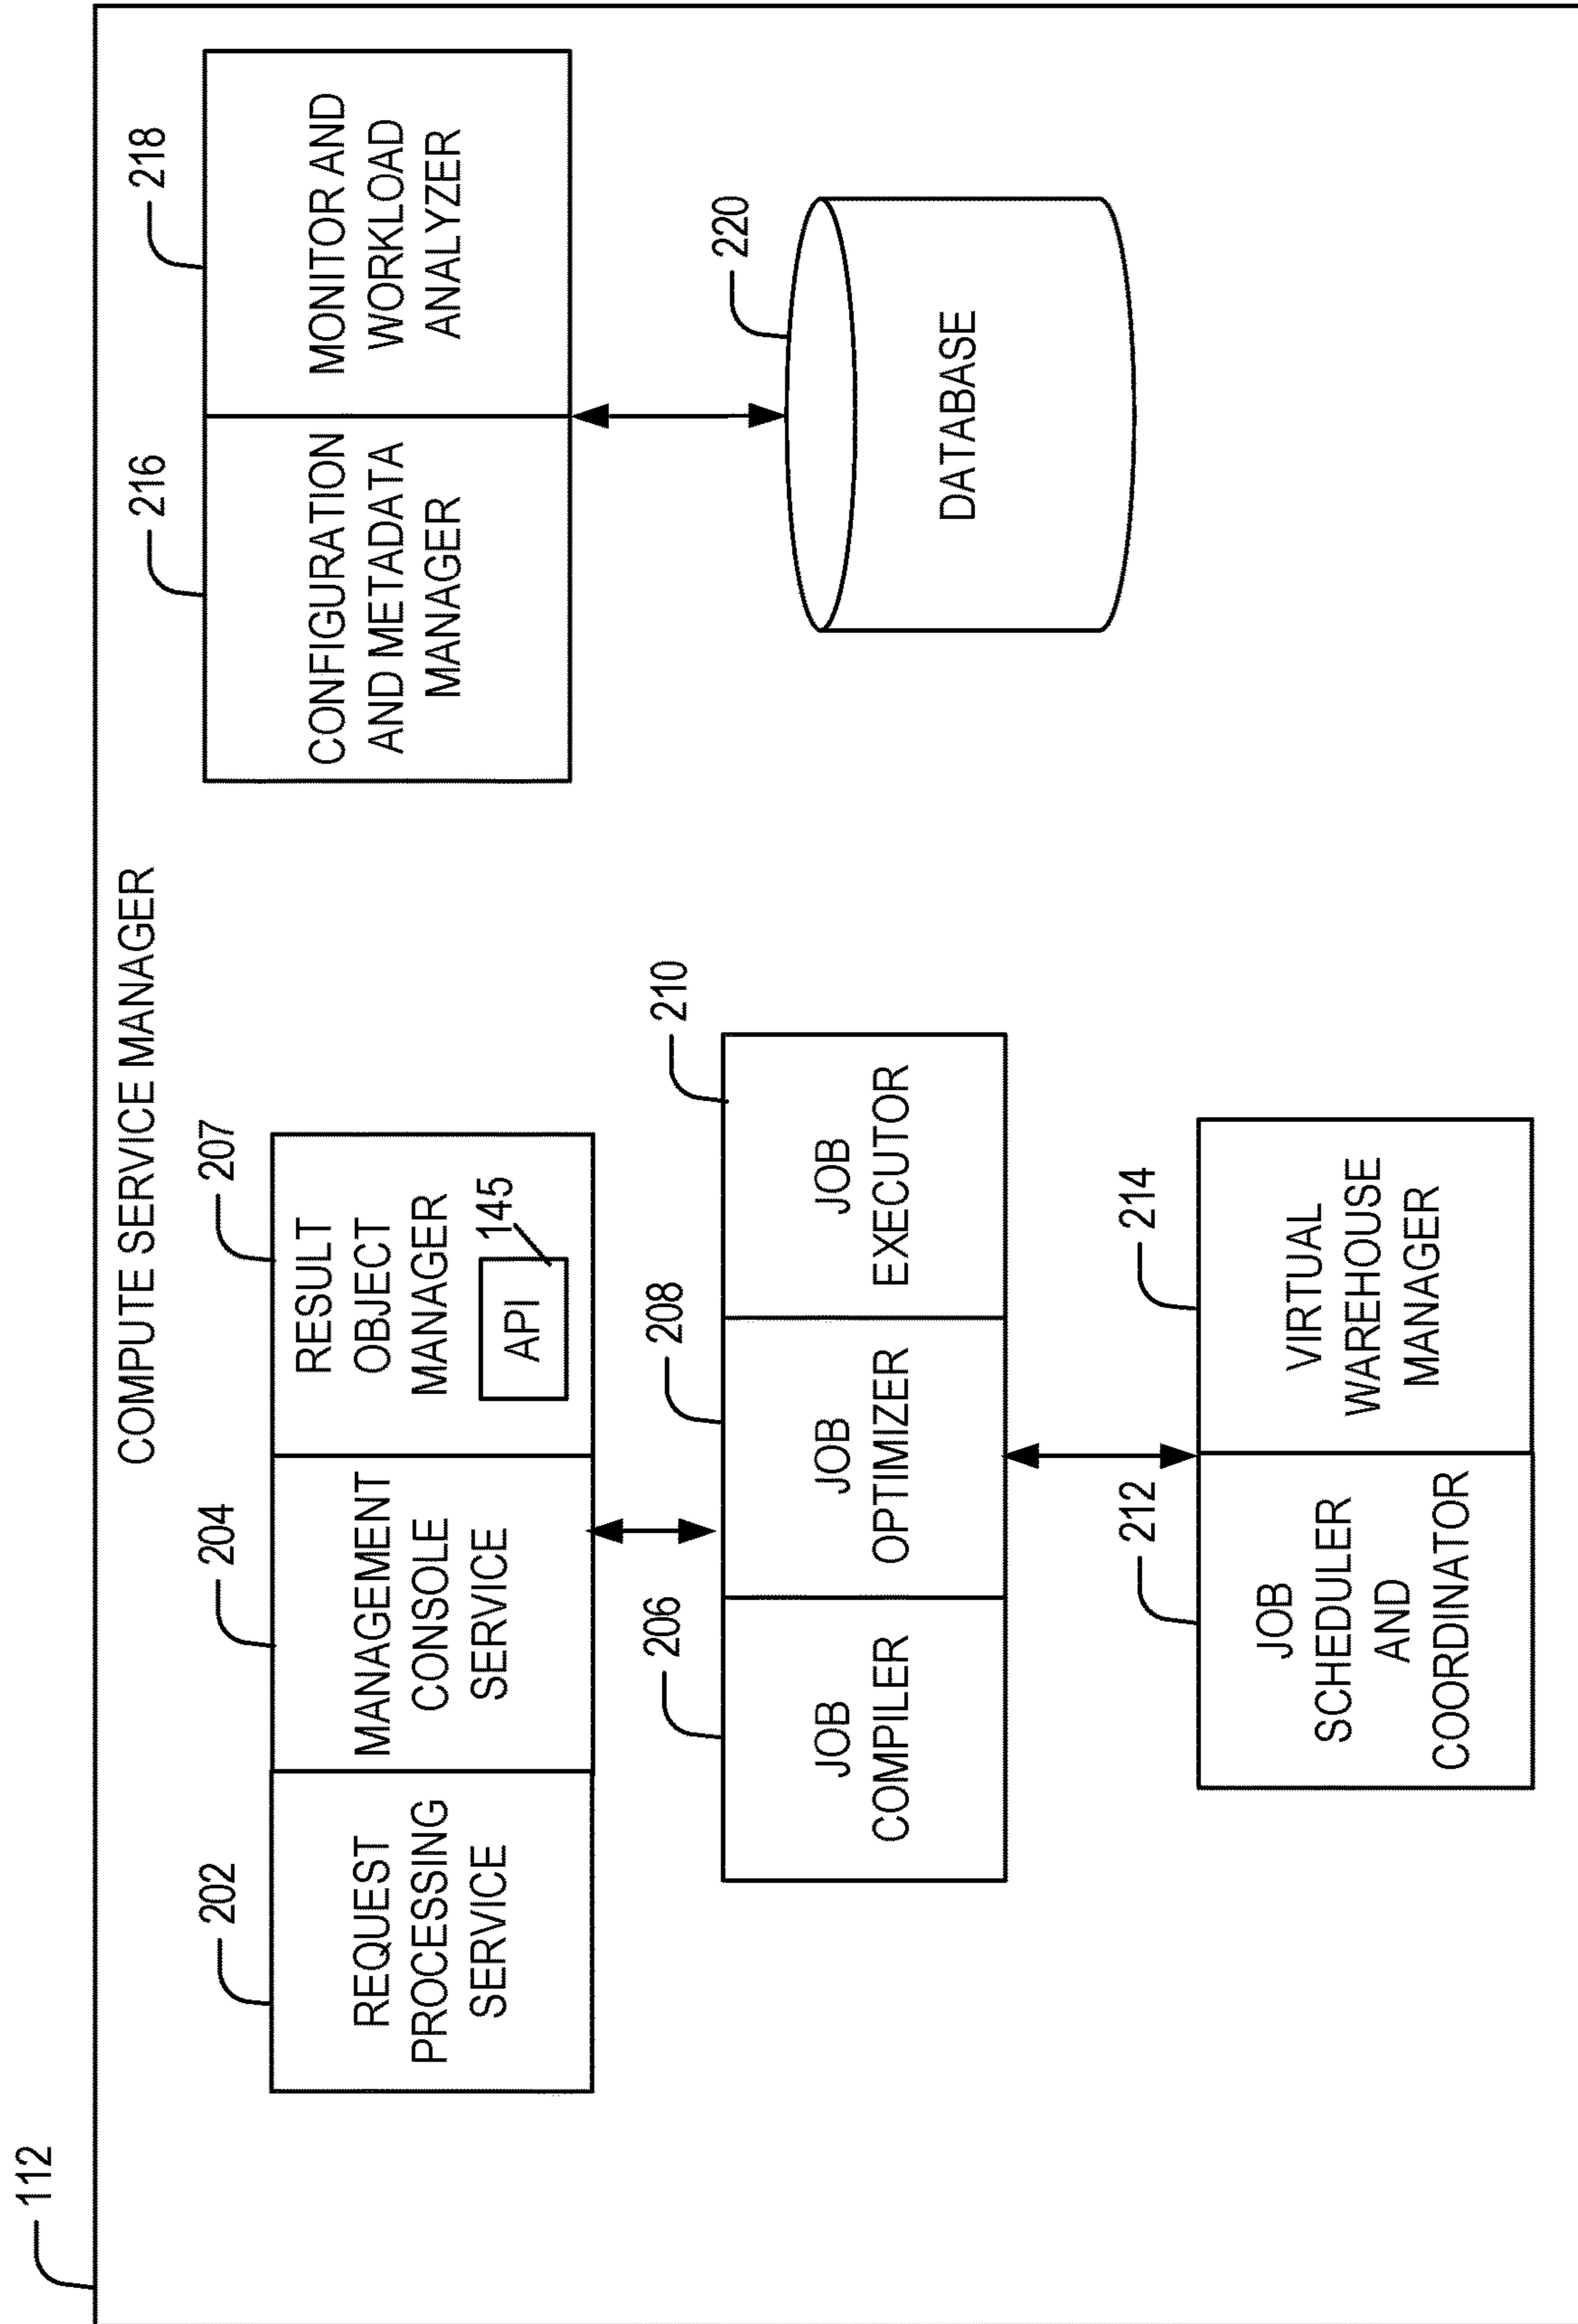 112
COMPUTE SERVICE MANAGER
202
REQUEST
PROCESSING
SERVICE
204
MANAGEMENT
CONSOLE
SERVICE
207
RESULT
OBJECT
MANAGER
API
145
206
JOB
COMPILER
208
JOB
OPTIMIZER
210
JOB
EXECUTOR
212
JOB
SCHEDULER
AND
COORDINATOR
214
VIRTUAL
WAREHOUSE
MANAGER
216
CONFIGURATION
AND METADATA
MANAGER
218
MONITOR AND
WORKLOAD
ANALYZER
220
DATABASE